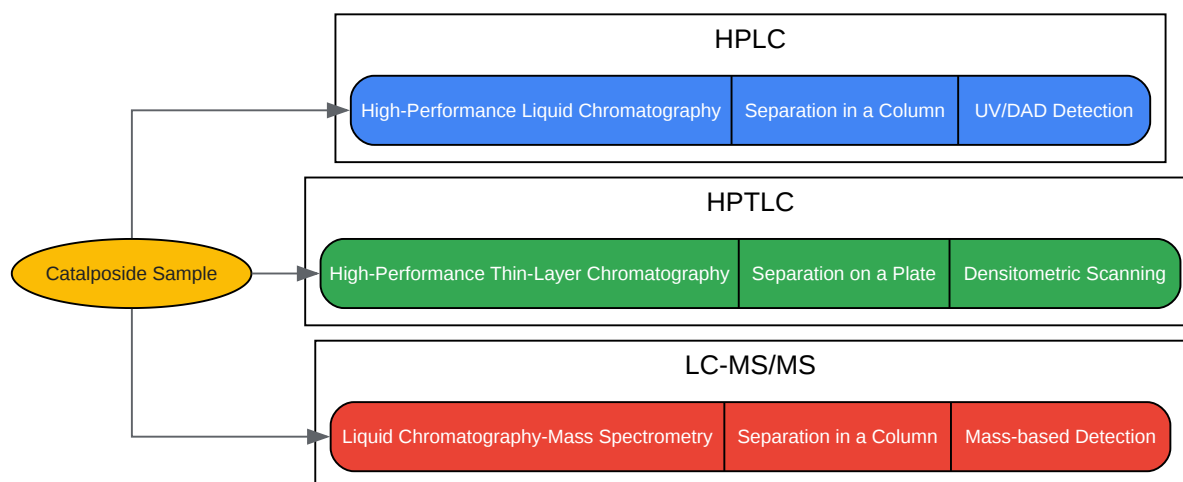 HPLC
High-Performance Liquid Chromatography
Separation in a Column
UV/DAD Detection
HPTLC
Catalposide Sample
High-Performance Thin-Layer Chromatography
Separation on a Plate
Densitometric Scanning
LC-MS/MS
Liquid Chromatography-Mass Spectrometry
Separation in a Column
Mass-based Detection